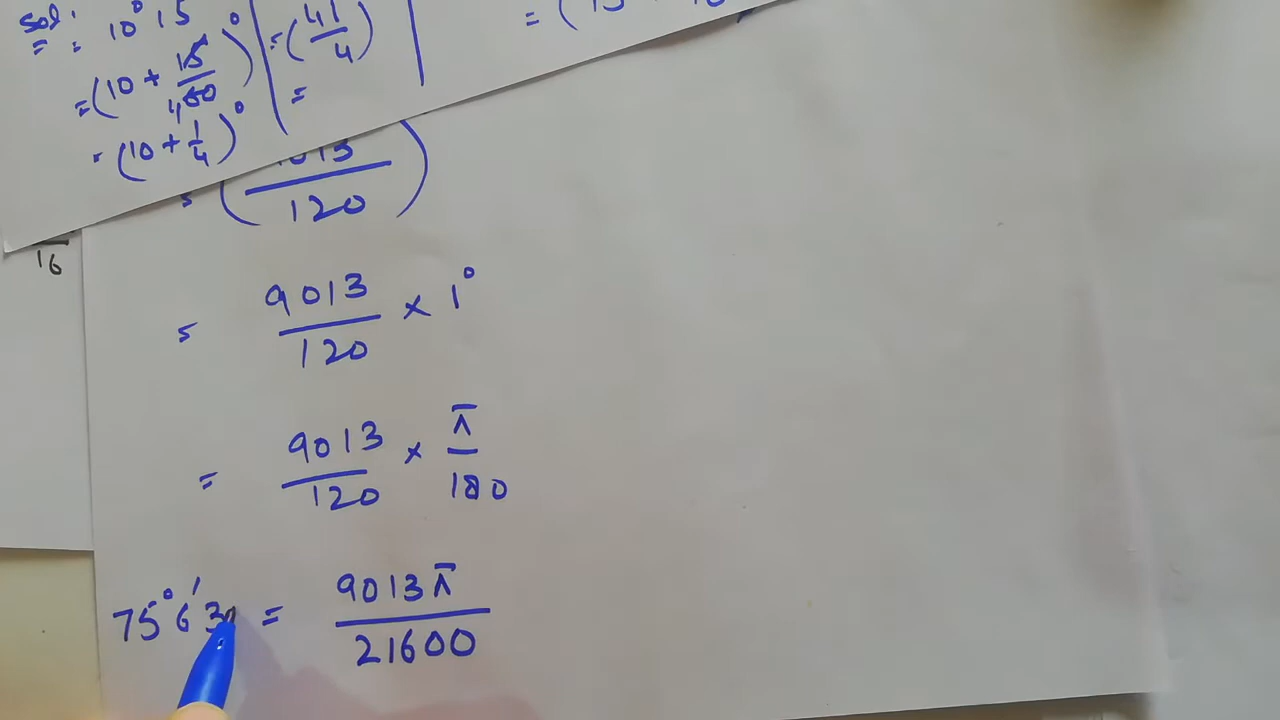 Sol: 10° 15
= (10 + 15/60)° = (41/4)
4
= (10 + 1/4)° =
= (
16
120
= 9013/120 × 1°
= 9013/120 × π/180
75° 6' 30 = 9013π/21600